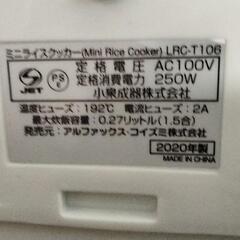 ミニライスクッカー(Mini Rice Cooker) LRC-T106
JET
PS
E
定格電圧 AC100V
定格消費電力 250W
小泉成器株式会社
温度ヒューズ：192℃ 電流ヒューズ：2A
最大炊飯容量：0.27リットル(1.5合)
発売元：アルファックス・コイズミ株式会社
2020年製
MADE IN CHINA